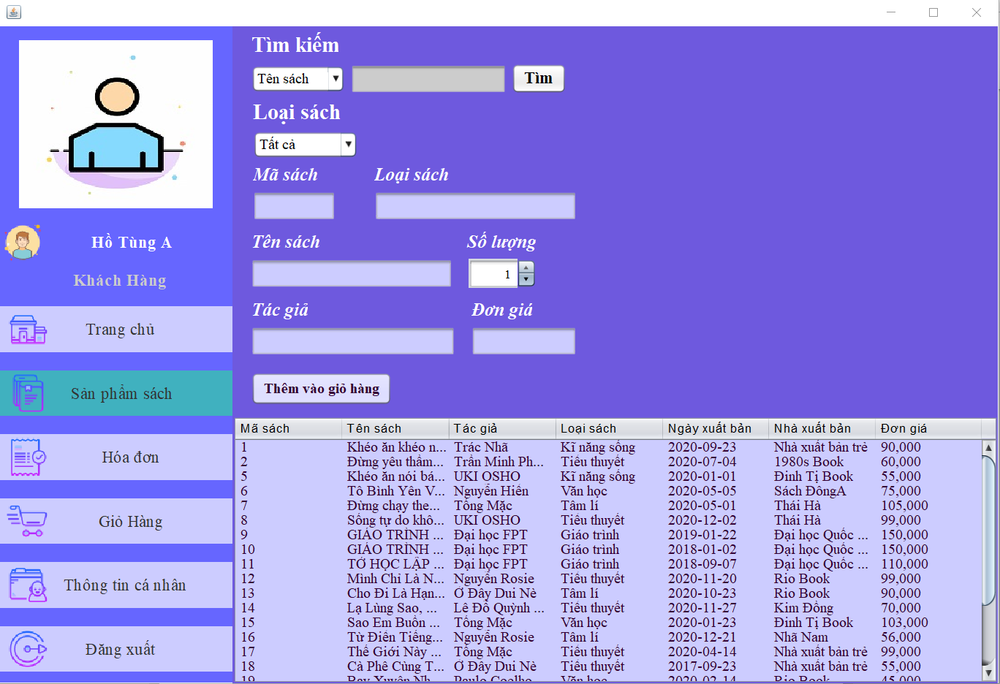 Tìm kiếm
Tên sách
Tìm
Loại sách
Tất cả
Mã sách Loại sách
Tên sách Số lượng
1
Tác giả Đơn giá
Thêm vào giỏ hàng
Hồ Tùng A
Khách Hàng
Trang chủ
Sản phẩm sách
Hóa đơn
Giỏ Hàng
Thông tin cá nhân
Đăng xuất
Mã sách Tên sách Tác giả Loại sách Ngày xuất bản Nhà xuất bản Đơn giá
1 Khéo ăn khéo n... Trác Nhã Kĩ năng sống 2020-09-23 Nhà xuất bản trẻ 90,000
2 Đừng yêu thầm... Trần Minh Ph... Tiểu thuyết 2020-07-04 1980s Book 60,000
5 Khéo ăn nói bá... UKI OSHO Kĩ năng sống 2020-01-01 Đinh Tị Book 55,000
6 Tô Bình Yên V... Nguyễn Hiến Văn học 2020-05-05 Sách ĐôngA 75,000
7 Đừng chạy the... Tống Mặc Tâm lí 2020-05-01 Thái Hà 105,000
8 Sống tự do khô... UKI OSHO Tiểu thuyết 2020-12-02 Thái Hà 99,000
9 GIÁO TRÌNH ... Đại học FPT Giáo trình 2019-01-22 Đại học Quốc ... 150,000
10 GIÁO TRÌNH ... Đại học FPT Giáo trình 2018-01-02 Đại học Quốc ... 150,000
11 TỚ HỌC LẬP ... Đại học FPT Giáo trình 2018-09-07 Đại học Quốc ... 110,000
12 Mình Chỉ Là N... Nguyễn Rosie Tiểu thuyết 2020-11-20 Rio Book 99,000
13 Cho Đi Là Hạn... Ở Đây Dui Nè Tâm lí 2020-10-23 Rio Book 90,000
14 Lạ Lùng Sao, ... Lê Đỗ Quỳnh ... Tiểu thuyết 2020-11-27 Kim Đồng 70,000
15 Sao Em Buồn ... Tống Mặc Văn học 2020-01-23 Đinh Tị Book 103,000
16 Từ Điển Tiếng... Nguyễn Rosie Tâm lí 2020-12-21 Nhã Nam 56,000
17 Thế Giới Này ... Tống Mặc Tiểu thuyết 2020-04-14 Nhà xuất bản trẻ 99,000
18 Cà Phê Cùng T... Ở Đây Dui Nè Tiểu thuyết 2017-09-23 Nhà xuất bản trẻ 55,000
19 Bay Xuyên Nh... Paulo Coelho Văn học 2020-02-14 Rio Book 45,000